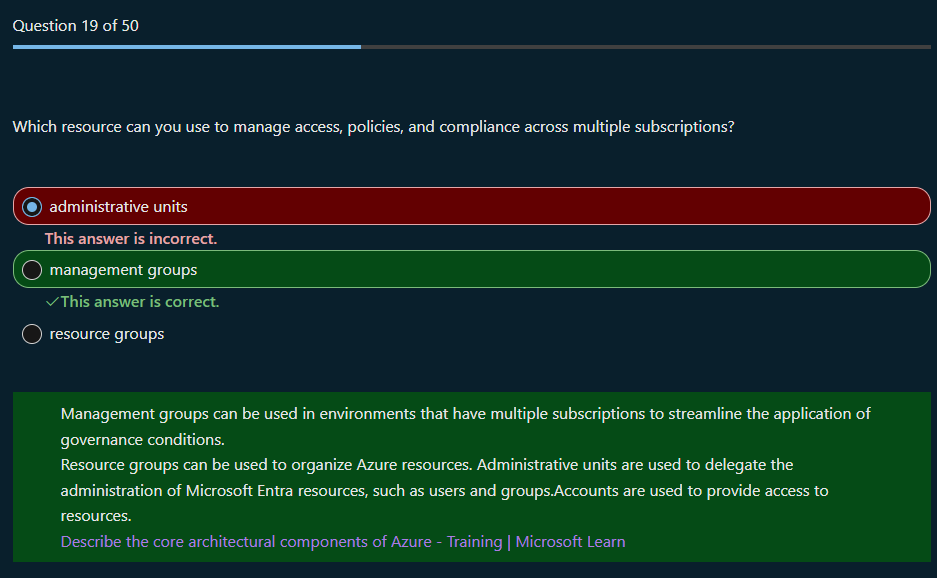 Question 19 of 50
Which resource can you use to manage access, policies, and compliance across multiple subscriptions?
administrative units
This answer is incorrect.
management groups
✓This answer is correct.
resource groups
Management groups can be used in environments that have multiple subscriptions to streamline the application of
governance conditions.
Resource groups can be used to organize Azure resources. Administrative units are used to delegate the
administration of Microsoft Entra resources, such as users and groups.Accounts are used to provide access to
resources.
Describe the core architectural components of Azure - Training | Microsoft Learn